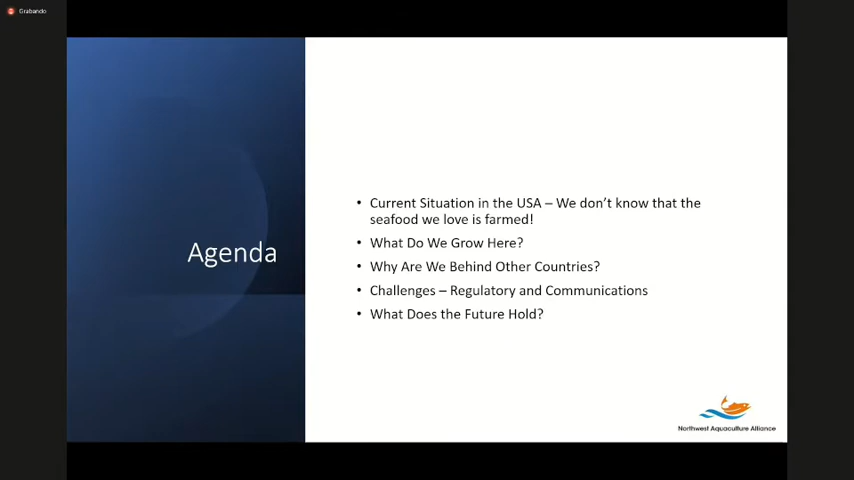 Grabando
Agenda
• Current Situation in the USA – We don't know that the
seafood we love is farmed!
• What Do We Grow Here?
• Why Are We Behind Other Countries?
• Challenges – Regulatory and Communications
• What Does the Future Hold?
Northwest Aquaculture Alliance